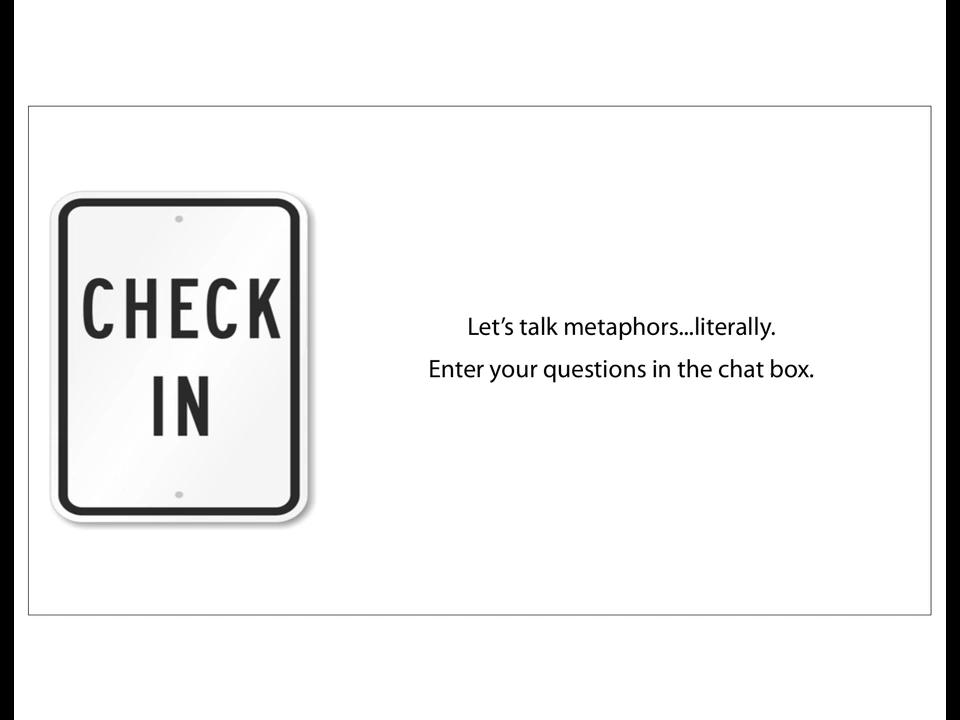 CHECK
IN
Let’s talk metaphors...literally.
Enter your questions in the chat box.